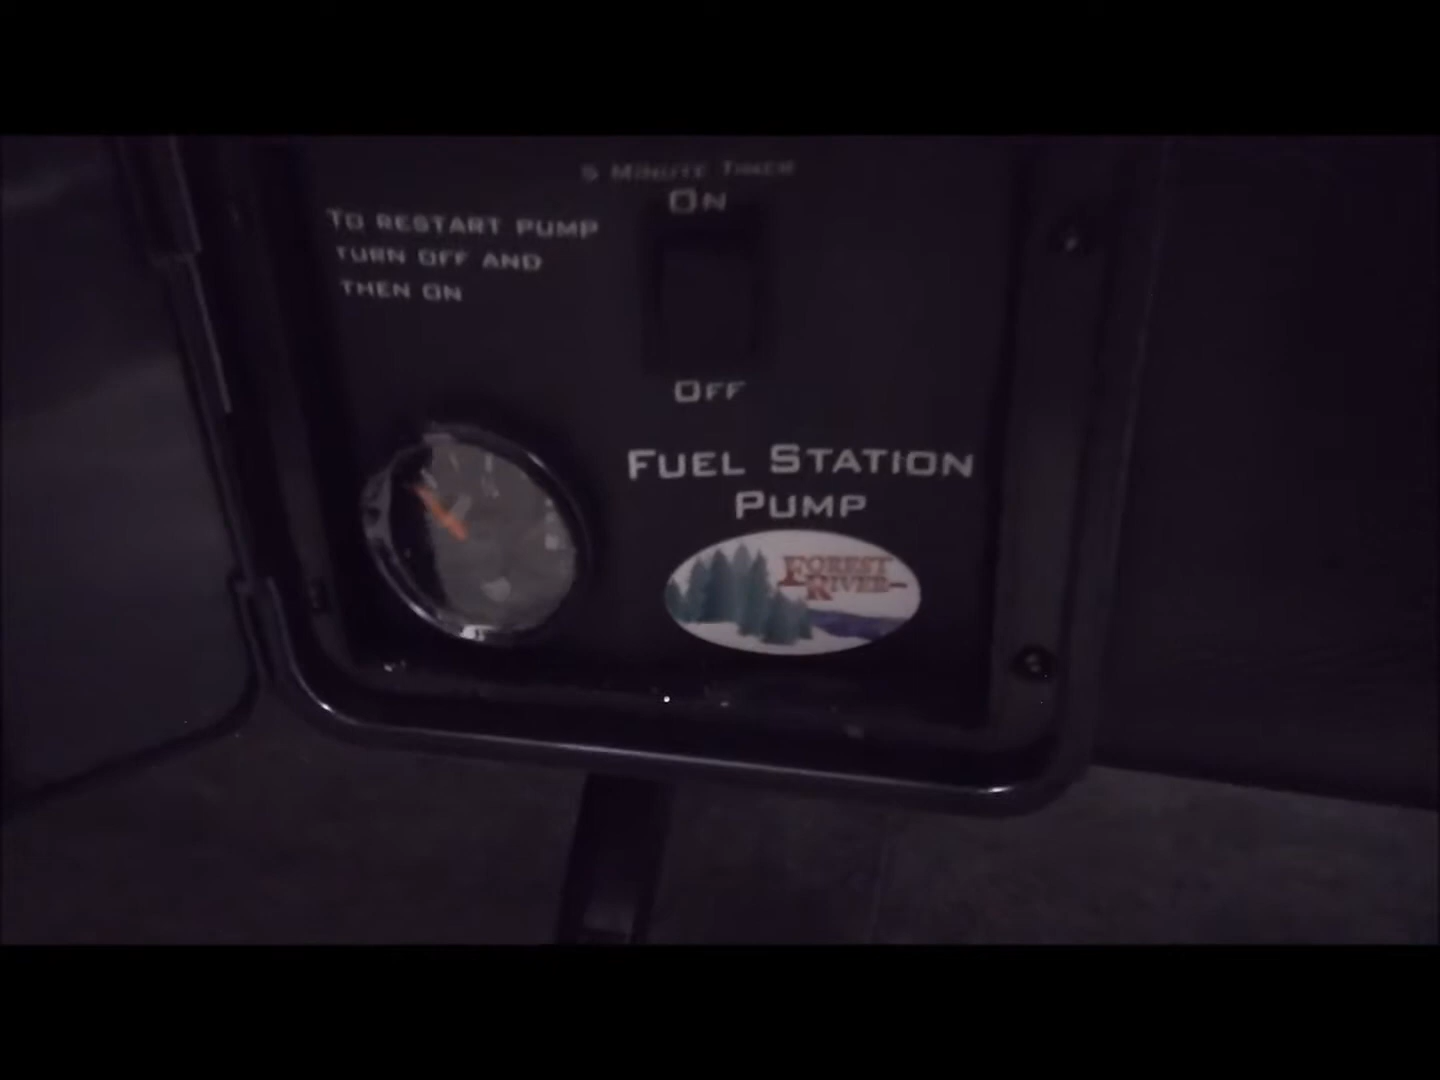 5 Minute Timer
On
To restart pump
turn off and
then on
Off
Fuel Station
Pump
Forest
River